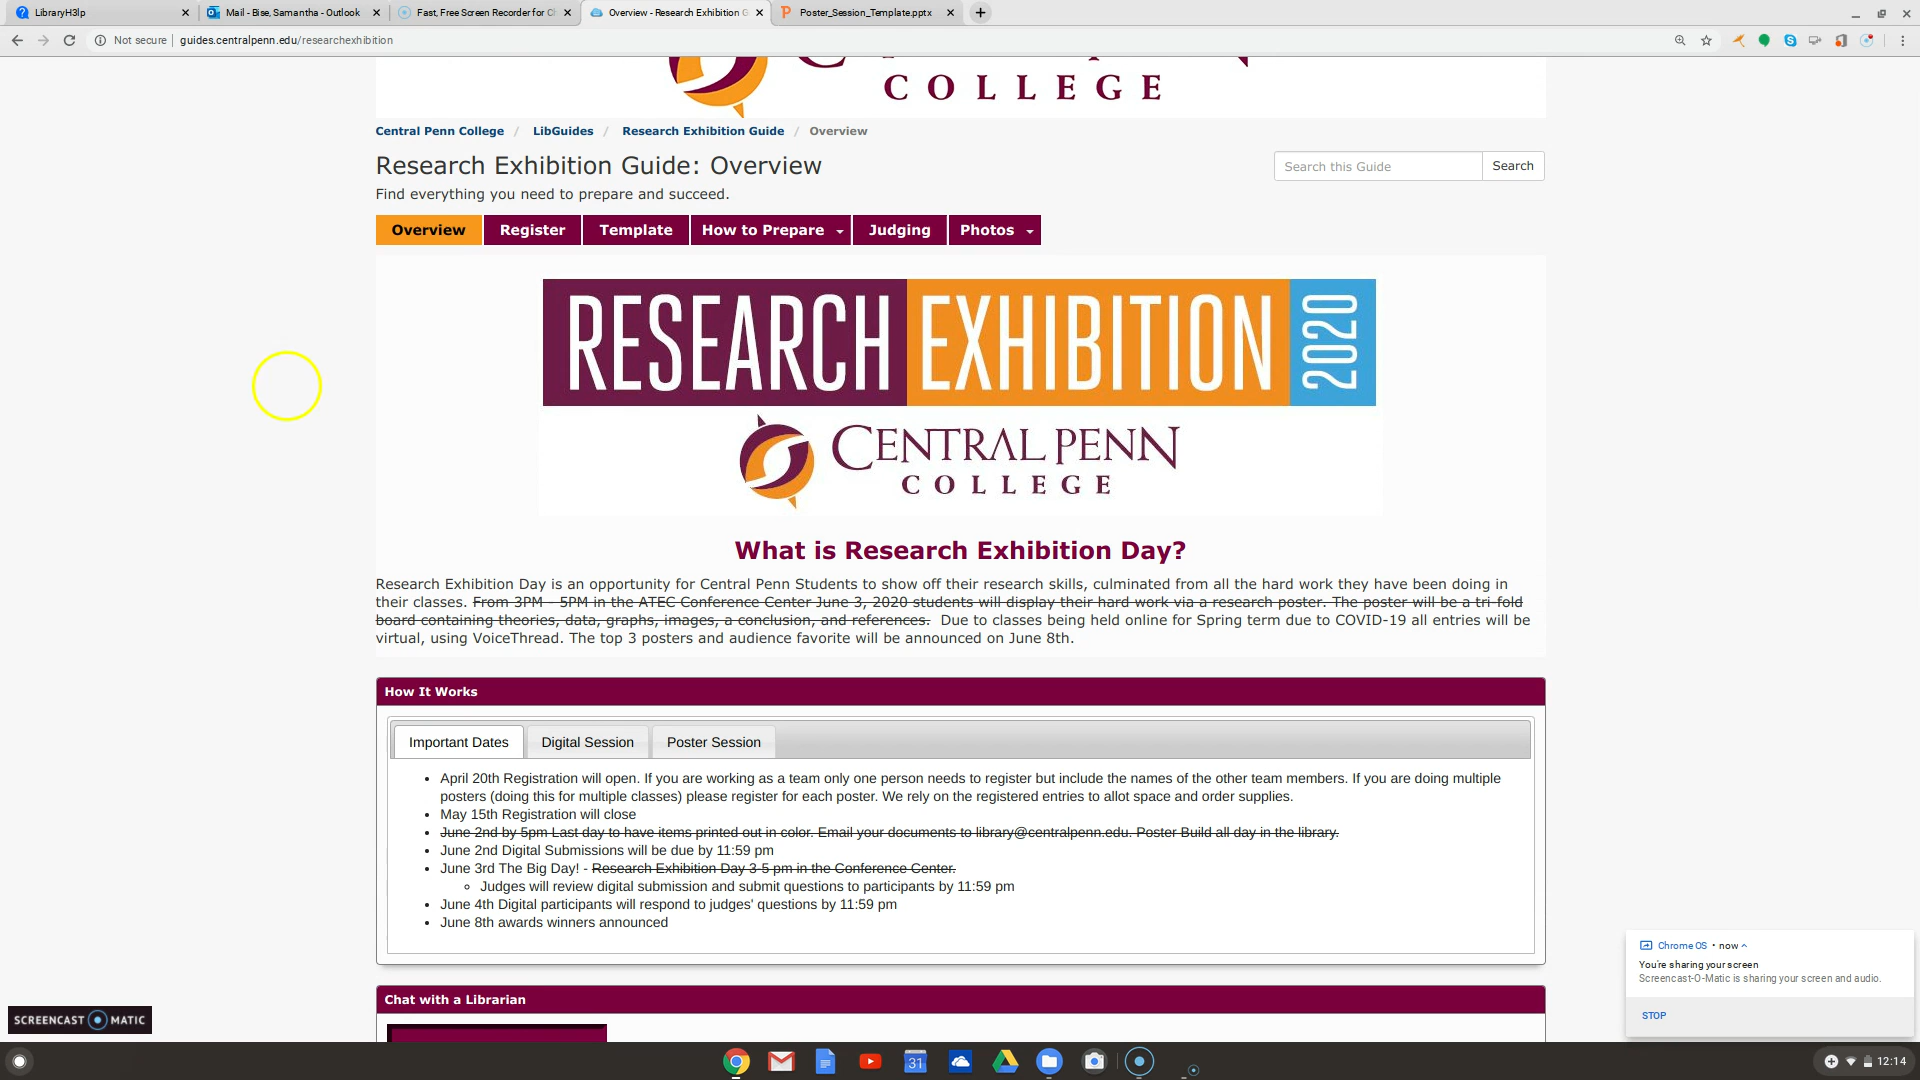 LibraryH3lp
Mail - Bise, Samantha - Outlook
Fast, Free Screen Recorder for C
Overview - Research Exhibition G
Poster_Session_Template.pptx
Not secure
guides.centralpenn.edu/researchexhibition
COLLEGE
Central Penn College / LibGuides / Research Exhibition Guide / Overview
Research Exhibition Guide: Overview
Search this Guide
Search
Find everything you need to prepare and succeed.
Overview
Register
Template
How to Prepare
Judging
Photos
RESEARCH EXHIBITION 2020
CENTRAL PENN
COLLEGE
What is Research Exhibition Day?
Research Exhibition Day is an opportunity for Central Penn Students to show off their research skills, culminated from all the hard work they have been doing in
their classes. From 3PM - 5PM in the ATEC Conference Center June 3, 2020 students will display their hard work via a research poster. The poster will be a tri-fold
board containing theories, data, graphs, images, a conclusion, and references. Due to classes being held online for Spring term due to COVID-19 all entries will be
virtual, using VoiceThread. The top 3 posters and audience favorite will be announced on June 8th.
How It Works
Important Dates
Digital Session
Poster Session
• April 20th Registration will open. If you are working as a team only one person needs to register but include the names of the other team members. If you are doing multiple
posters (doing this for multiple classes) please register for each poster. We rely on the registered entries to allot space and order supplies.
• May 15th Registration will close
• June 2nd by 5pm Last day to have items printed out in color. Email your documents to library@centralpenn.edu. Poster Build all day in the library.
• June 2nd Digital Submissions will be due by 11:59 pm
• June 3rd The Big Day! - Research Exhibition Day 3-5 pm in the Conference Center.
◦ Judges will review digital submission and submit questions to participants by 11:59 pm
• June 4th Digital participants will respond to judges' questions by 11:59 pm
• June 8th awards winners announced
Chat with a Librarian
Chrome OS • now
You're sharing your screen
Screencast-O-Matic is sharing your screen and audio.
STOP
SCREENCAST MATIC
31
12:14